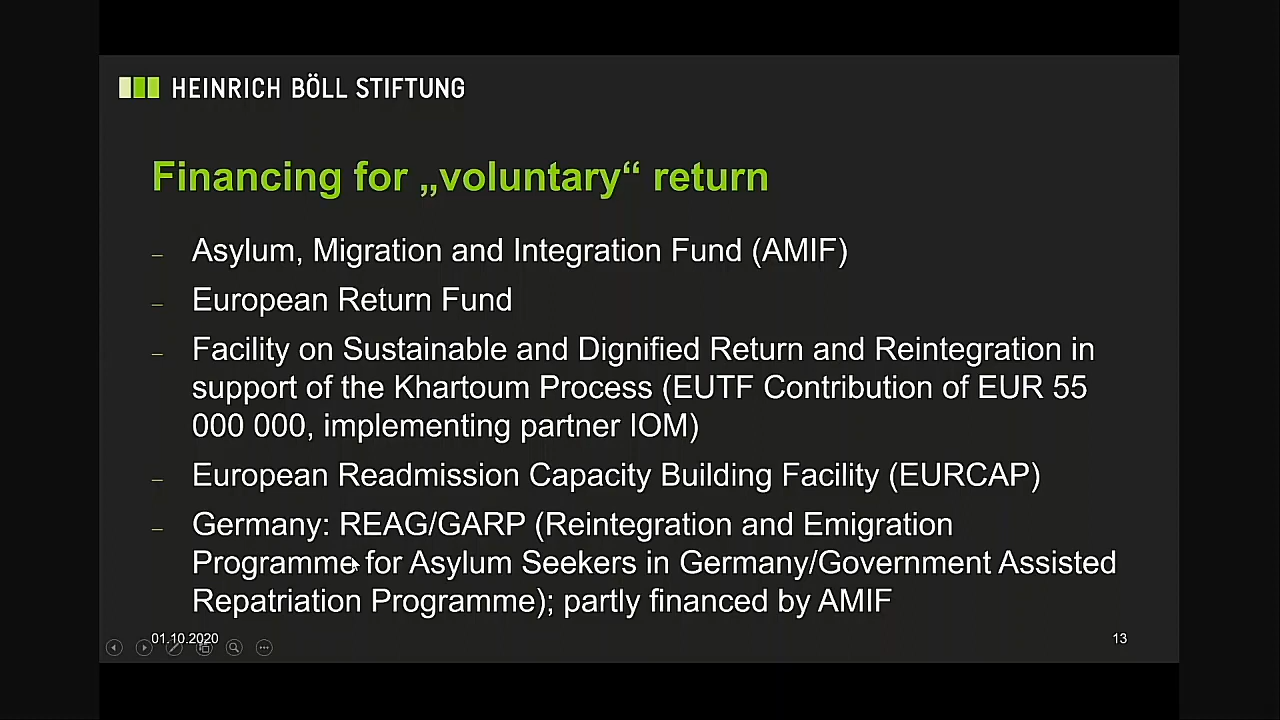 HEINRICH BÖLL STIFTUNG
Financing for „voluntary“ return
– Asylum, Migration and Integration Fund (AMIF)
– European Return Fund
– Facility on Sustainable and Dignified Return and Reintegration in
support of the Khartoum Process (EUTF Contribution of EUR 55
000 000, implementing partner IOM)
– European Readmission Capacity Building Facility (EURCAP)
– Germany: REAG/GARP (Reintegration and Emigration
Programme for Asylum Seekers in Germany/Government Assisted
Repatriation Programme); partly financed by AMIF
01.10.2020
13